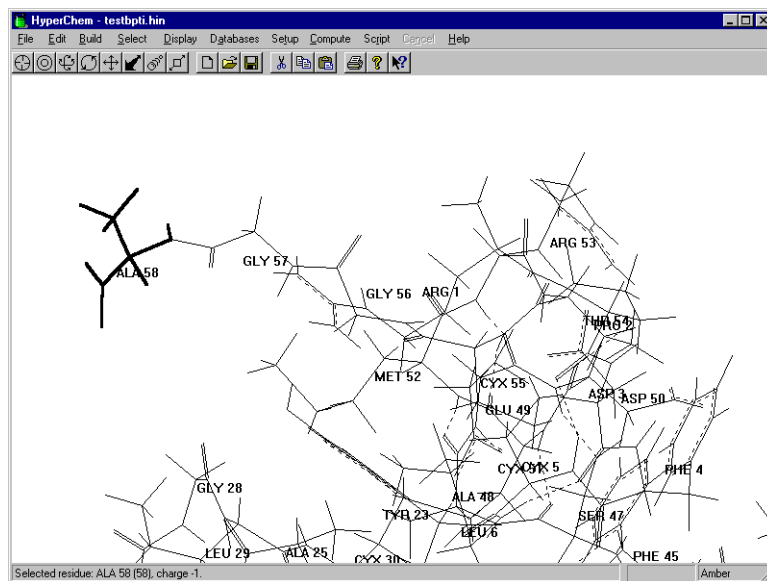 HyperChem - testbpti.hin
File Edit Build Select Display Databases Setup Compute Script Cancel Help
ARG 53
ALA 58
GLY 57
GLY 56 ARG 1
THR 54
PRO 2
MET 52
CYX 55
ASP 3
ASP 50
GLU 49
CYX 51
CYX 5
PHE 4
GLY 28
ALA 48
TYR 23
SER 47
LEU 6
LEU 29
ALA 25
CYX 30
PHE 45
Selected residue: ALA 58 (58), charge -1.
Amber